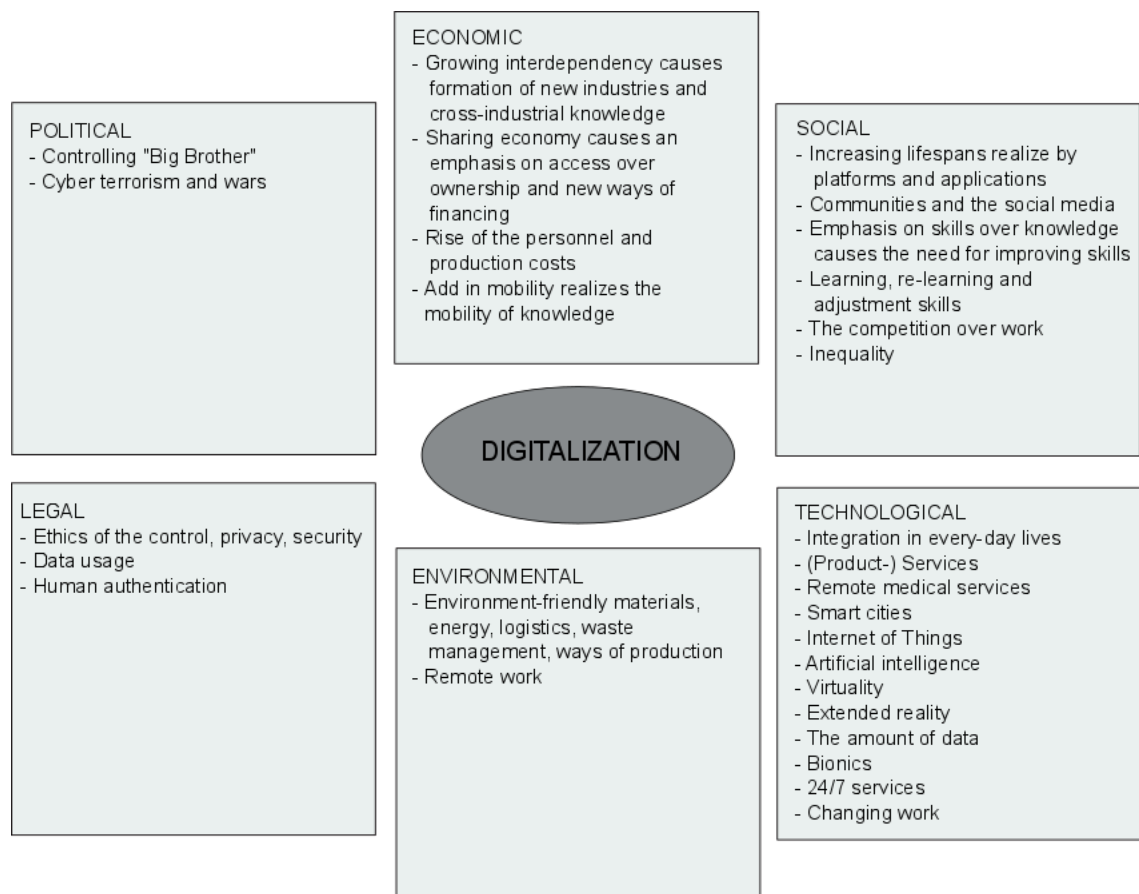 POLITICAL
- Controlling "Big Brother"
- Cyber terrorism and wars
ECONOMIC
- Growing interdependency causes
formation of new industries and
cross-industrial knowledge
- Sharing economy causes an
emphasis on access over
ownership and new ways of
financing
- Rise of the personnel and
production costs
- Add in mobility realizes the
mobility of knowledge
SOCIAL
- Increasing lifespans realize by
platforms and applications
- Communities and the social media
- Emphasis on skills over knowledge
causes the need for improving skills
- Learning, re-learning and
adjustment skills
- The competition over work
- Inequality
DIGITALIZATION
LEGAL
- Ethics of the control, privacy, security
- Data usage
- Human authentication
ENVIRONMENTAL
- Environment-friendly materials,
energy, logistics, waste
management, ways of production
- Remote work
TECHNOLOGICAL
- Integration in every-day lives
- (Product-) Services
- Remote medical services
- Smart cities
- Internet of Things
- Artificial intelligence
- Virtuality
- Extended reality
- The amount of data
- Bionics
- 24/7 services
- Changing work